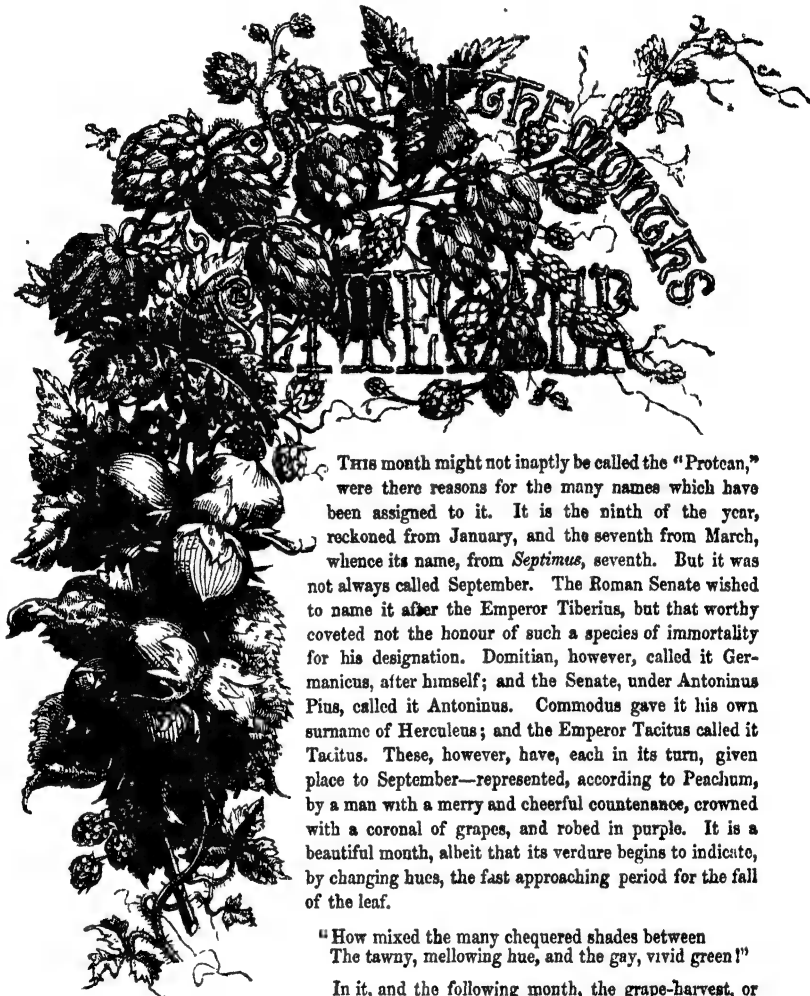 POETRY OF THE MONTHS
SEPTEMBER
THIS month might not inaptly be called the "Protean,"
were there reasons for the many names which have
been assigned to it. It is the ninth of the year,
reckoned from January, and the seventh from March,
whence its name, from Septimus, seventh. But it was
not always called September. The Roman Senate wished
to name it after the Emperor Tiberius, but that worthy
coveted not the honour of such a species of immortality
for his designation. Domitian, however, called it Ger-
manicus, after himself; and the Senate, under Antoninus
Pius, called it Antoninus. Commodus gave it his own
surname of Herculeus; and the Emperor Tacitus called it
Tacitus. These, however, have, each in its turn, given
place to September—represented, according to Peachum,
by a man with a merry and cheerful countenance, crowned
with a coronal of grapes, and robed in purple. It is a
beautiful month, albeit that its verdure begins to indicate,
by changing hues, the fast approaching period for the fall
of the leaf.
"How mixed the many chequered shades between
The tawny, mellowing hue, and the gay, vivid green!"
In it, and the following month, the grape-harvest, or